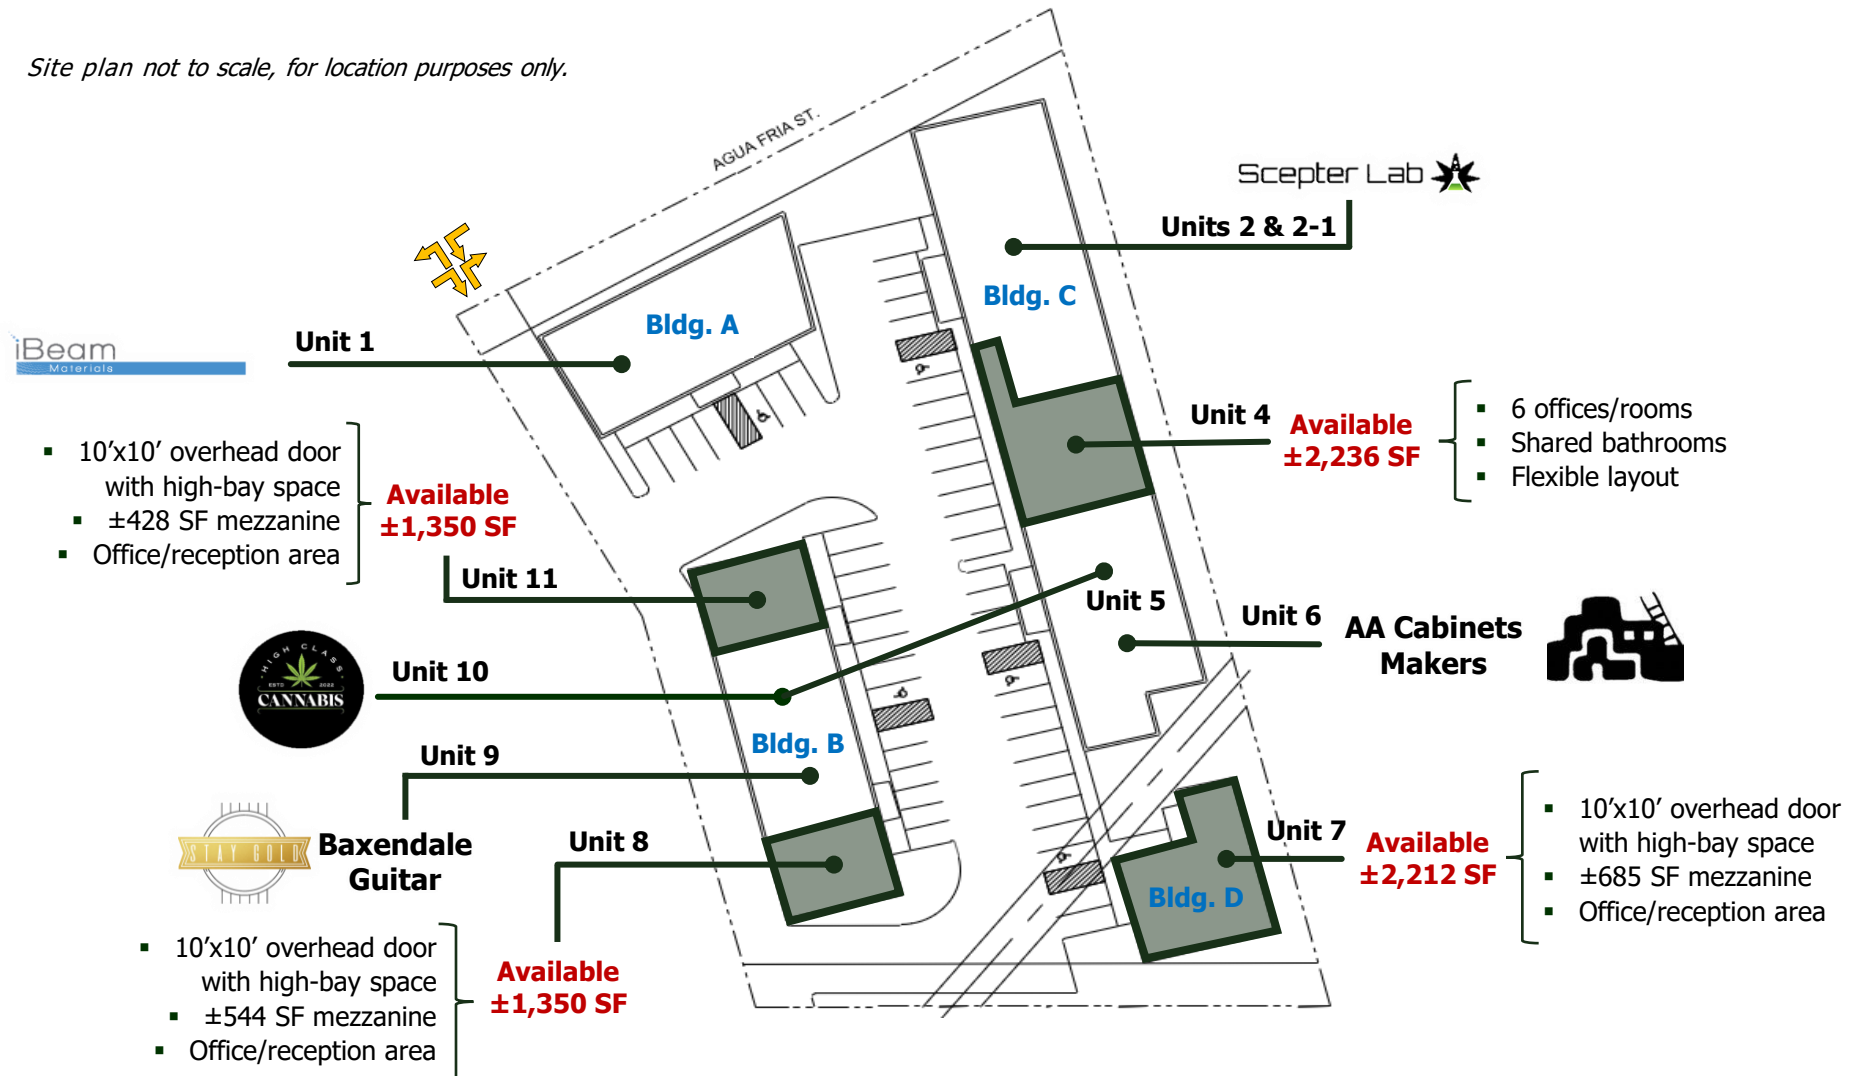 Site plan not to scale, for location purposes only.
AGUA FRIA ST.
Scepter Lab
Units 2 & 2-1
Bldg. C
Bldg. A
Unit 1
iBeam
Materials
Unit 4
Available
±2,236 SF
▪ 6 offices/rooms
▪ Shared bathrooms
▪ Flexible layout
▪ 10’x10’ overhead door
with high-bay space
▪ ±428 SF mezzanine
▪ Office/reception area
Available
±1,350 SF
Unit 11
Unit 5
Unit 6
AA Cabinets
Makers
HIGH CLASS
ESTD 2022
CANNABIS
Unit 10
Bldg. B
Unit 9
STAY GOLD
Baxendale
Guitar
Unit 8
Available
±1,350 SF
▪ 10’x10’ overhead door
with high-bay space
▪ ±544 SF mezzanine
▪ Office/reception area
Unit 7
Bldg. D
Available
±2,212 SF
▪ 10’x10’ overhead door
with high-bay space
▪ ±685 SF mezzanine
▪ Office/reception area